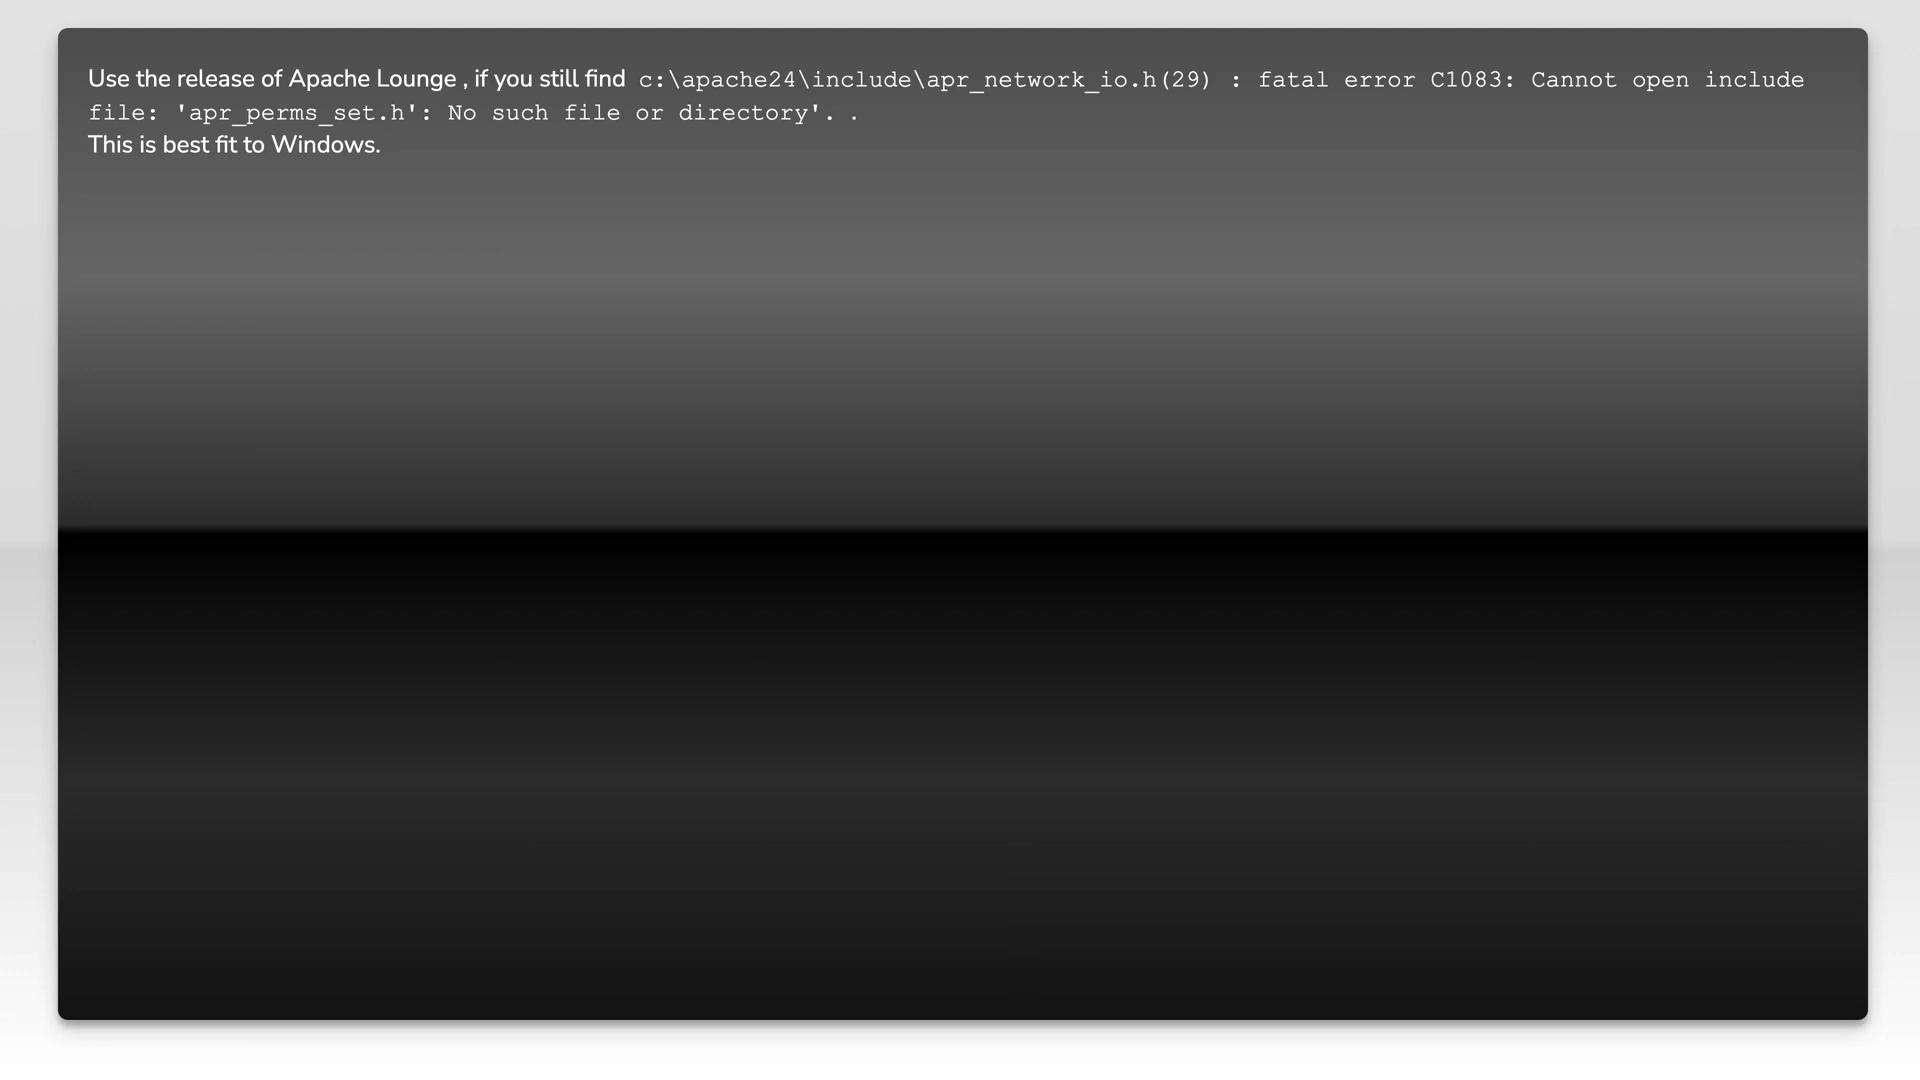 Use the release of Apache Lounge , if you still find c:\apache24\include\apr_network_io.h(29) : fatal error C1083: Cannot open include
file: 'apr_perms_set.h': No such file or directory'. .
This is best fit to Windows.